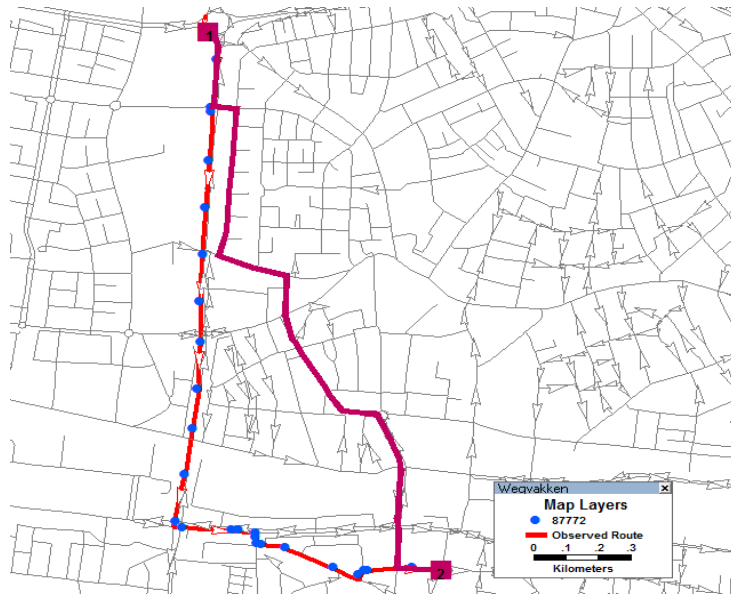 1
Wegvakken
Map Layers
87772
Observed Route
0 .1 .2 .3
Kilometers
2